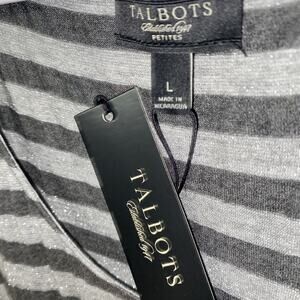 TALBOTS
Established 1947
PETITES
L
MADE IN
NICARAGUA
TALBOTS
Established 1947